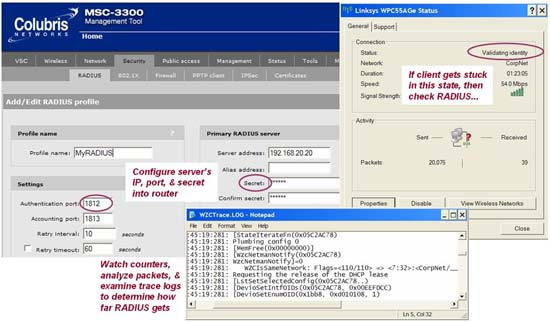 Colubris
NETWORKS
MSC-3300
Management Tool
Home
VSC Wireless Network Security Public access Management Status Tools
RADIUS 802.1X Firewall PPTP client IPSec Certificates
Add/Edit RADIUS profile
Profile name ?
Profile name: MyRADIUS
Settings
Authentication port: 1812
Accounting port: 1813
Retry interval: 10 seconds
Retry timeout: 60 seconds
Primary RADIUS server
Server address: 192.168.20.20
Alias address:
Secret: *****
Confirm secret: *****
Configure server's
IP, port, & secret
into router
Watch counters,
analyze packets, &
examine trace logs
to determine how
far RADIUS gets
Linksys WPC55AGe Status
General Support
Connection
Status: Validating identity
Network: CorpNet
Duration: 01:23:05
Speed: 54.0 Mbps
Signal Strength:
If client gets stuck
in this state, then
check RADIUS...
Activity
Sent Received
Packets: 20,075 39
Properties Disable View Wireless Networks
Close
WZCTrace.LOG - Notepad
File Edit Format View Help
:45:19:281: [StateIterateFn(0x05C2AC78)
:45:19:281: Plumbing config 0
:45:19:281: [MemFree(0x00000000)]
:45:19:281: [WzcNetmanNotify(0x05C2AC78)
:45:19:281: WzcNetmanNotify]=0
:45:19:281: WZCIsSameNetwork: Flags=<110/110> => <7:32>:<CorpNet/__
:45:19:281: Requesting the release of the DHCP lease
:45:19:281: [LstSetSelectedConfig(0x05C2AC78..)
:45:19:281: [DevioSetIntfOIDs(0x05C2AC78, 0x00EEFDCC)
:45:19:281: [DevioSetEnumOID(0x1bb8, 0xd010108, 1)
Ln 5, Col 32